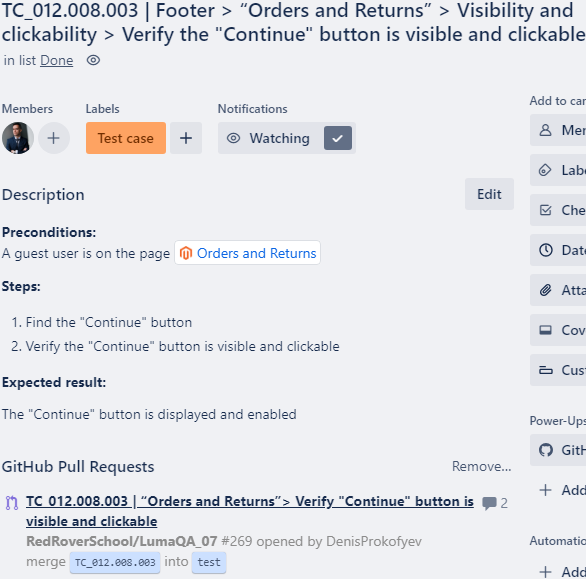 TC_012.008.003 | Footer > “Orders and Returns” > Visibility and
clickability > Verify the "Continue" button is visible and clickable
in list Done
Members
Labels
Notifications
Test case
Watching
Description
Edit
Preconditions:
A guest user is on the page Orders and Returns
Steps:
1. Find the "Continue" button
2. Verify the "Continue" button is visible and clickable
Expected result:
The "Continue" button is displayed and enabled
GitHub Pull Requests
Remove...
TC_012.008.003 | “Orders and Returns”> Verify "Continue" button is
visible and clickable
2
RedRoverSchool/LumaQA_07 #269 opened by DenisProkofyev
merge TC_012.008.003 into test
Add to car
Mem
Labe
Che
Date
Atta
Cov
Cus
Power-Ups
GitH
Add
Automatio
Add